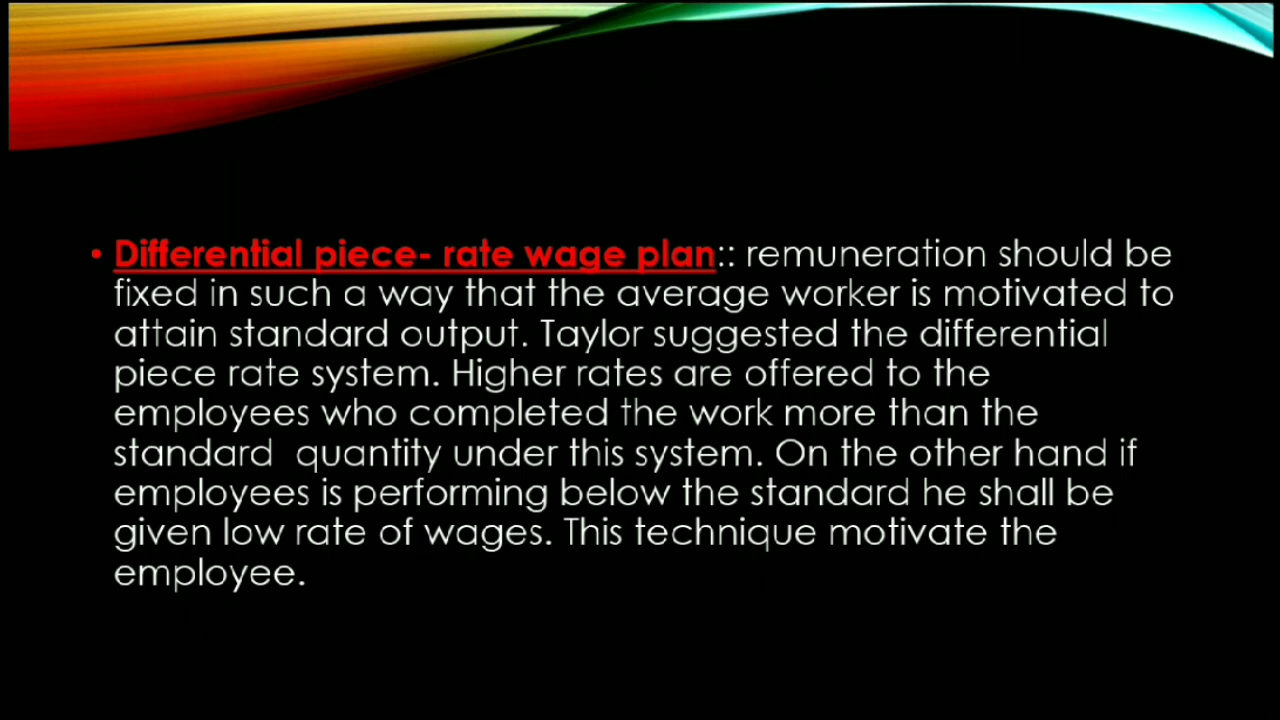 • Differential piece- rate wage plan:: remuneration should be
fixed in such a way that the average worker is motivated to
attain standard output. Taylor suggested the differential
piece rate system. Higher rates are offered to the
employees who completed the work more than the
standard  quantity under this system. On the other hand if
employees is performing below the standard he shall be
given low rate of wages. This technique motivate the
employee.